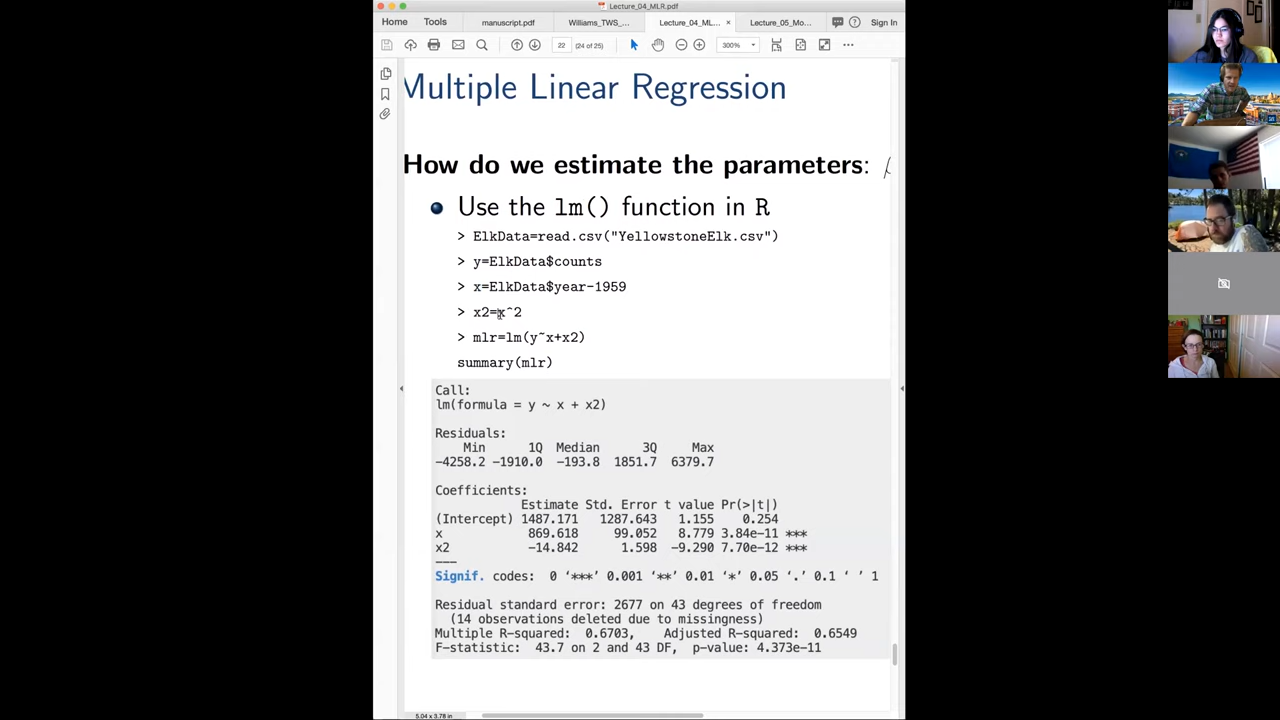 Lecture_04_MLR.pdf
Home Tools manuscript.pdf Williams_TWS_... Lecture_04_ML... × Lecture_05_Mo... Sign In
22 (24 of 25) 300%
Multiple Linear Regression
How do we estimate the parameters:
Use the lm() function in R
> ElkData=read.csv("YellowstoneElk.csv")
> y=ElkData$counts
> x=ElkData$year-1959
> x2=x^2
> mlr=lm(y~x+x2)
summary(mlr)
Call:
lm(formula = y ~ x + x2)
Residuals:
Min 1Q Median 3Q Max
-4258.2 -1910.0 -193.8 1851.7 6379.7
Coefficients:
Estimate Std. Error t value Pr(>|t|)
(Intercept) 1487.171 1287.643 1.155 0.254
x 869.618 99.052 8.779 3.84e-11 ***
x2 -14.842 1.598 -9.290 7.70e-12 ***
---
Signif. codes: 0 ‘***’ 0.001 ‘**’ 0.01 ‘*’ 0.05 ‘.’ 0.1 ‘ ’ 1
Residual standard error: 2677 on 43 degrees of freedom
(14 observations deleted due to missingness)
Multiple R-squared: 0.6703, Adjusted R-squared: 0.6549
F-statistic: 43.7 on 2 and 43 DF, p-value: 4.373e-11
5.04 x 3.78 in